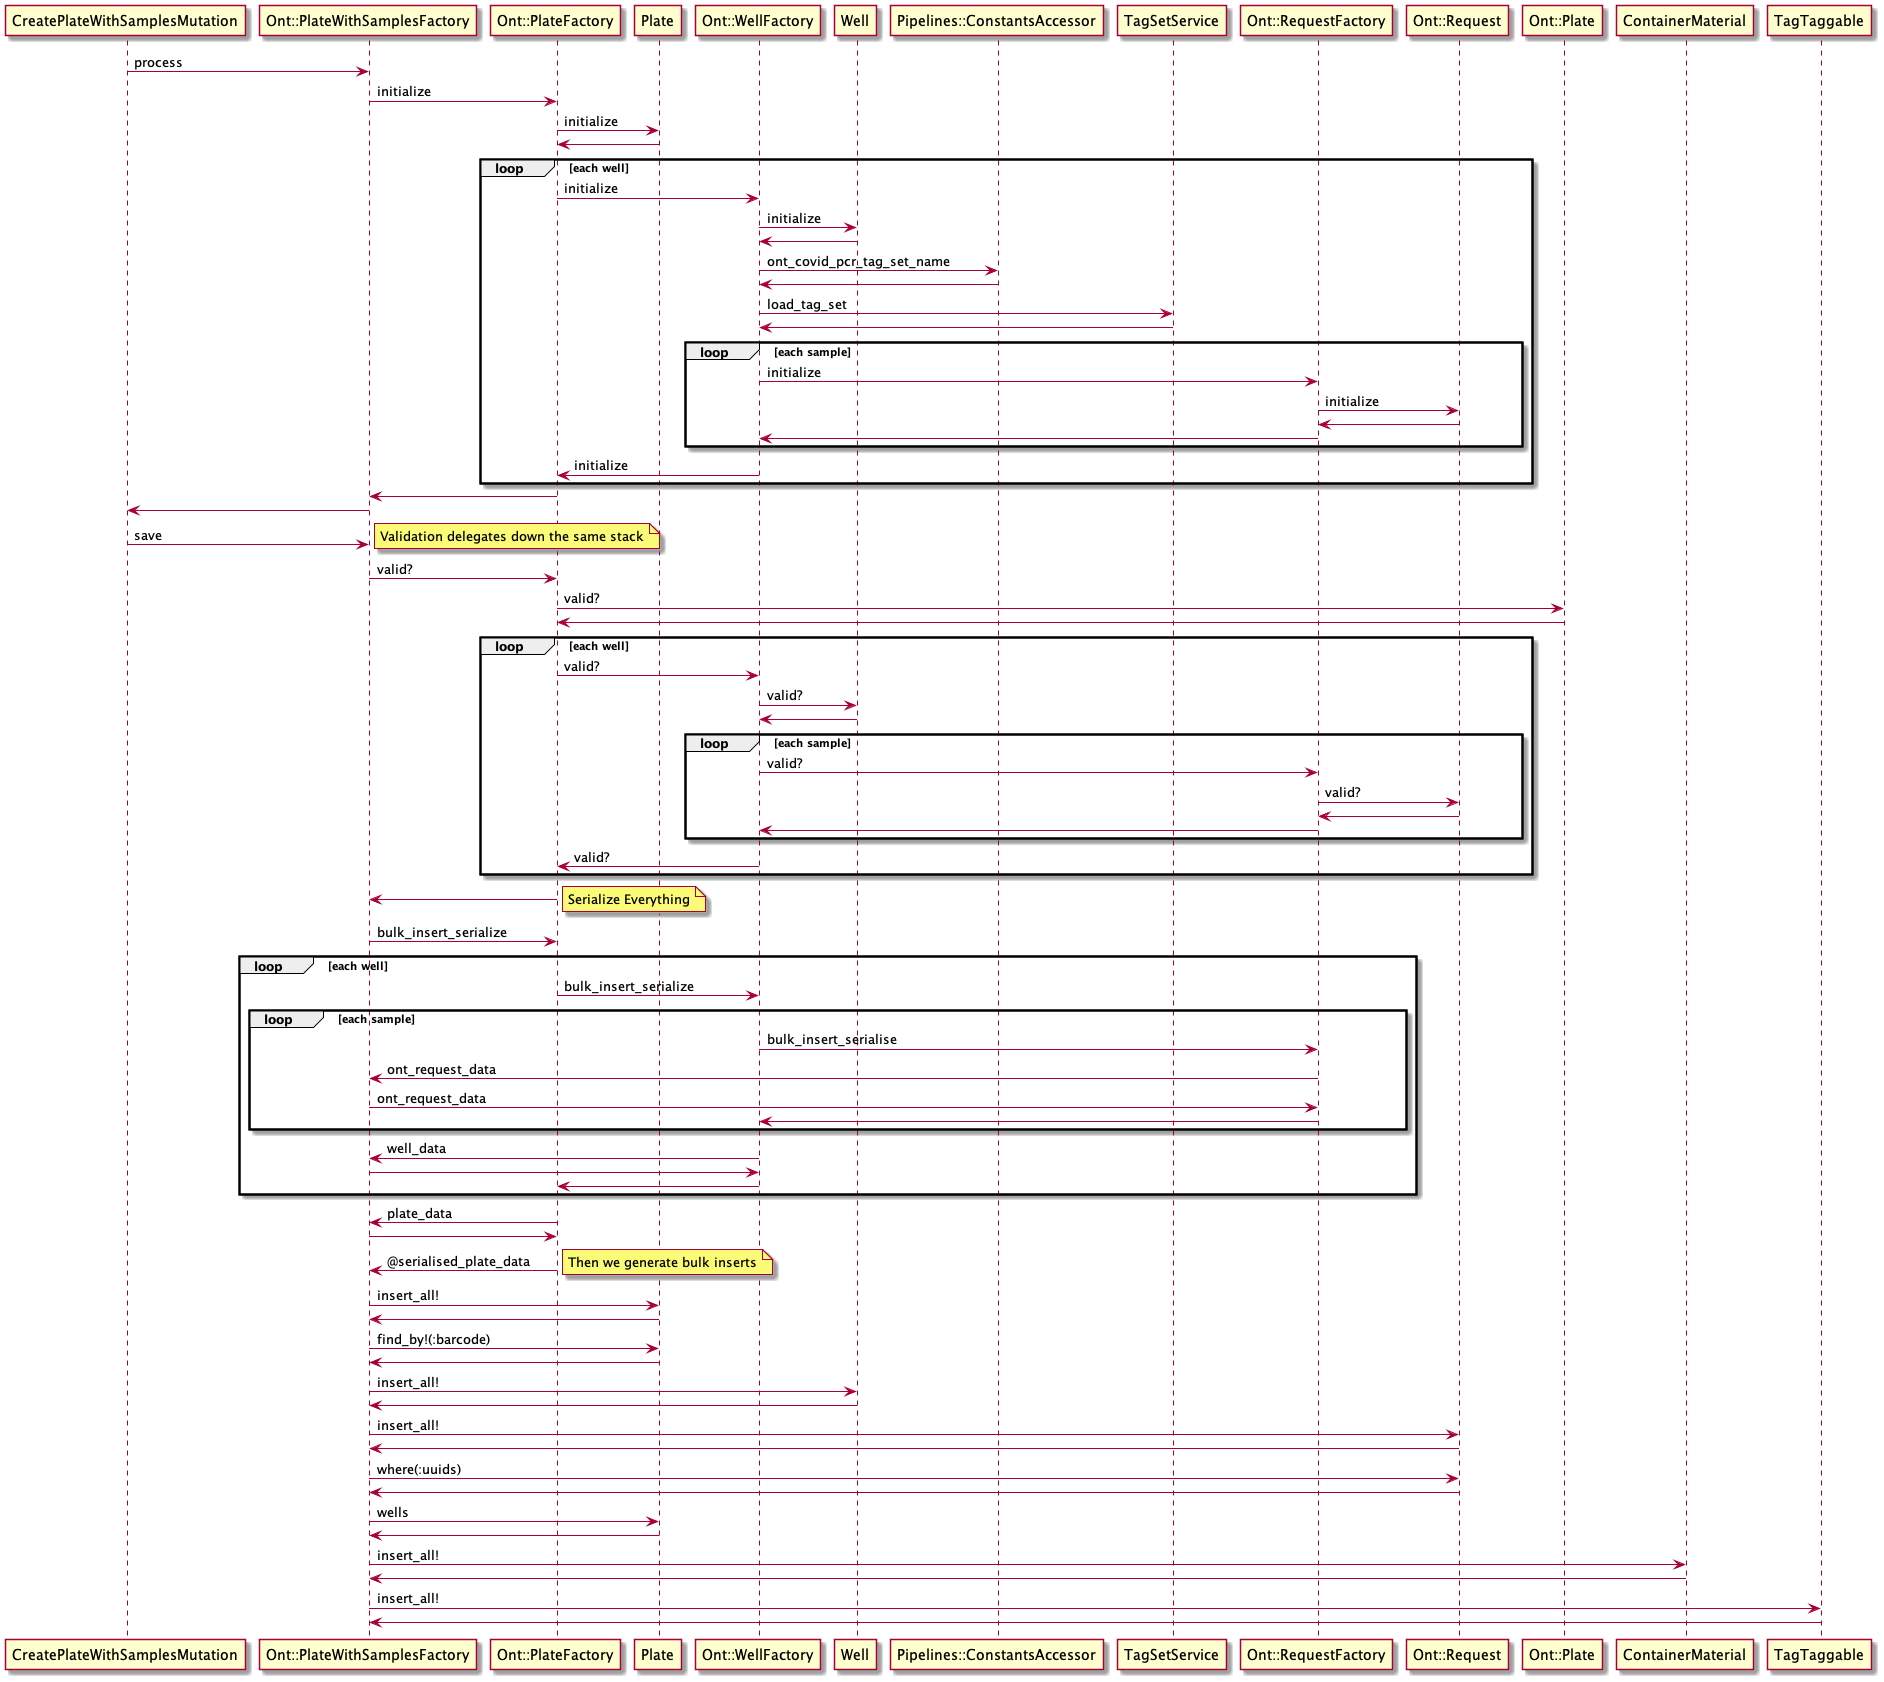 CreatePlateWithSamplesMutation
Ont::PlateWithSamplesFactory
Ont::PlateFactory
Plate
Ont::WellFactory
Well
Pipelines::ConstantsAccessor
TagSetService
Ont::RequestFactory
Ont::Request
Ont::Plate
ContainerMaterial
TagTaggable
process
initialize
initialize
loop
[each well]
initialize
initialize
ont_covid_pcr_tag_set_name
load_tag_set
loop
[each sample]
initialize
initialize
initialize
save
Validation delegates down the same stack
valid?
valid?
loop
[each well]
valid?
valid?
loop
[each sample]
valid?
valid?
valid?
Serialize Everything
bulk_insert_serialize
loop
[each well]
bulk_insert_serialize
loop
[each sample]
bulk_insert_serialise
ont_request_data
ont_request_data
well_data
plate_data
@serialised_plate_data
Then we generate bulk inserts
insert_all!
find_by!(:barcode)
insert_all!
insert_all!
where(:uuids)
wells
insert_all!
insert_all!
CreatePlateWithSamplesMutation
Ont::PlateWithSamplesFactory
Ont::PlateFactory
Plate
Ont::WellFactory
Well
Pipelines::ConstantsAccessor
TagSetService
Ont::RequestFactory
Ont::Request
Ont::Plate
ContainerMaterial
TagTaggable